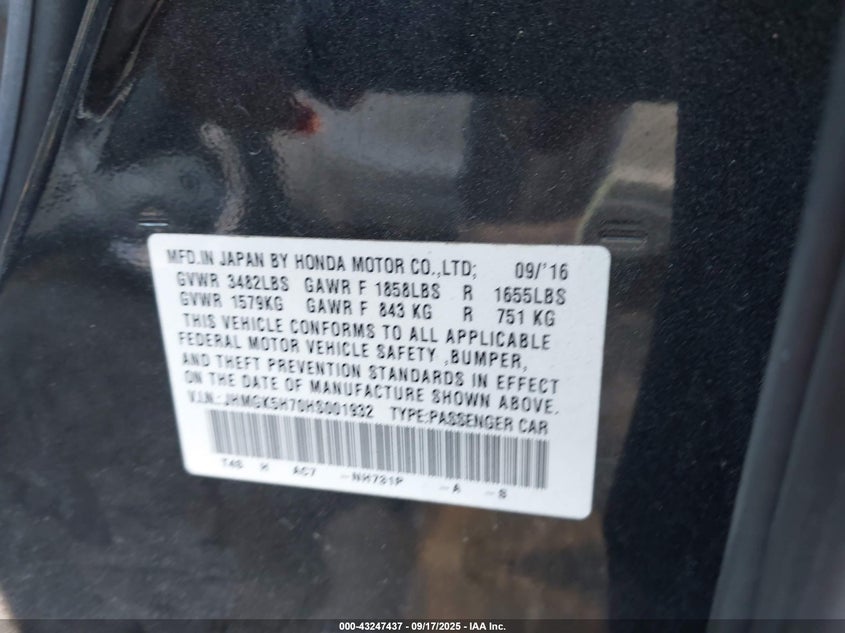 MFD.IN JAPAN BY HONDA MOTOR CO.,LTD; 09/'16
GVWR 3482LBS GAWR F 1858LBS R 1655LBS
GVWR 1579KG GAWR F 843 KG R 751 KG
THIS VEHICLE CONFORMS TO ALL APPLICABLE
FEDERAL MOTOR VEHICLE SAFETY ,BUMPER,
AND THEFT PREVENTION STANDARDS IN EFFECT
ON THE DATE OF MANUFACTURE SHOWN ABOVE.
V.I.N.: JHMGK5H70HS001932 TYPE:PASSENGER CAR
H AC7 -NH731P -A -S
000-43247437 - 09/17/2025 - IAA Inc.